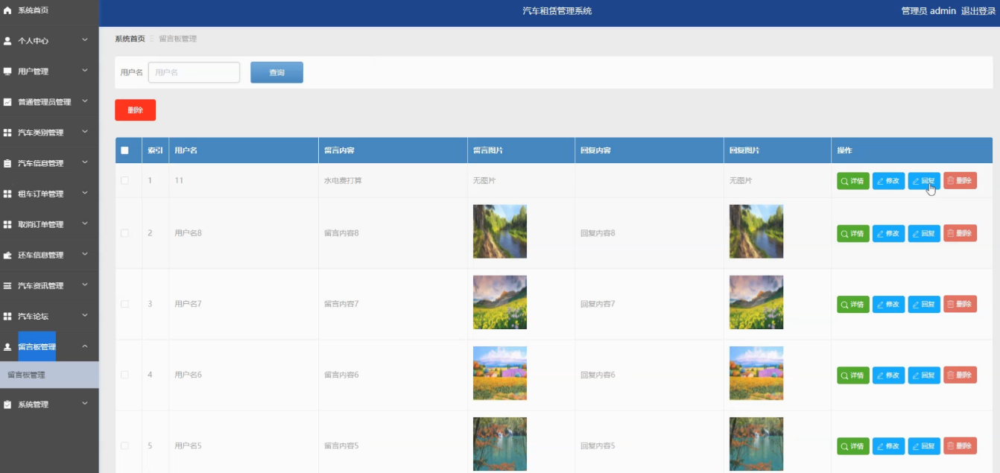 系统首页
汽车租赁管理系统
管理员 admin 退出登录
个人中心
用户管理
普通管理员管理
汽车类别管理
汽车信息管理
租车订单管理
取消订单管理
还车信息管理
汽车资讯管理
汽车论坛
留言板管理
留言板管理
系统管理
系统首页 留言板管理
用户名 用户名 查询
删除
索引 用户名 留言内容 留言图片 回复内容 回复图片 操作
1 11 水电费打算 无图片 无图片 详情 修改 回复 删除
2 用户名8 留言内容8 回复内容8 详情 修改 回复 删除
3 用户名7 留言内容7 回复内容7 详情 修改 回复 删除
4 用户名6 留言内容6 回复内容6 详情 修改 回复 删除
5 用户名5 留言内容5 回复内容5 详情 修改 回复 删除